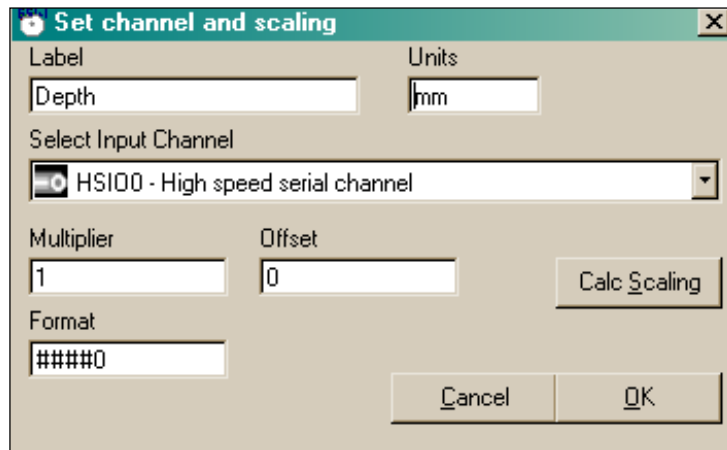 Set channel and scaling
Label Units
Depth mm
Select Input Channel
HSIO0 - High speed serial channel
Multiplier Offset
1 0 Calc Scaling
Format
####0
Cancel OK